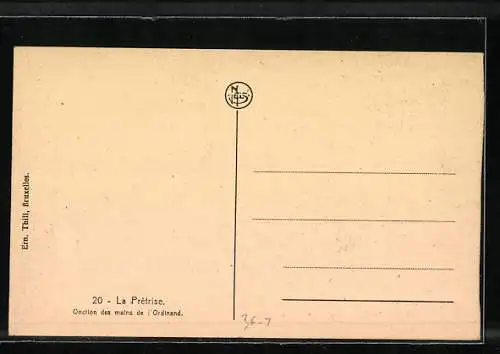 NELS
Ern. Thill, Bruxelles.
20 - La Prêtrise.
Onction des mains de l'Ordinand.
36-7